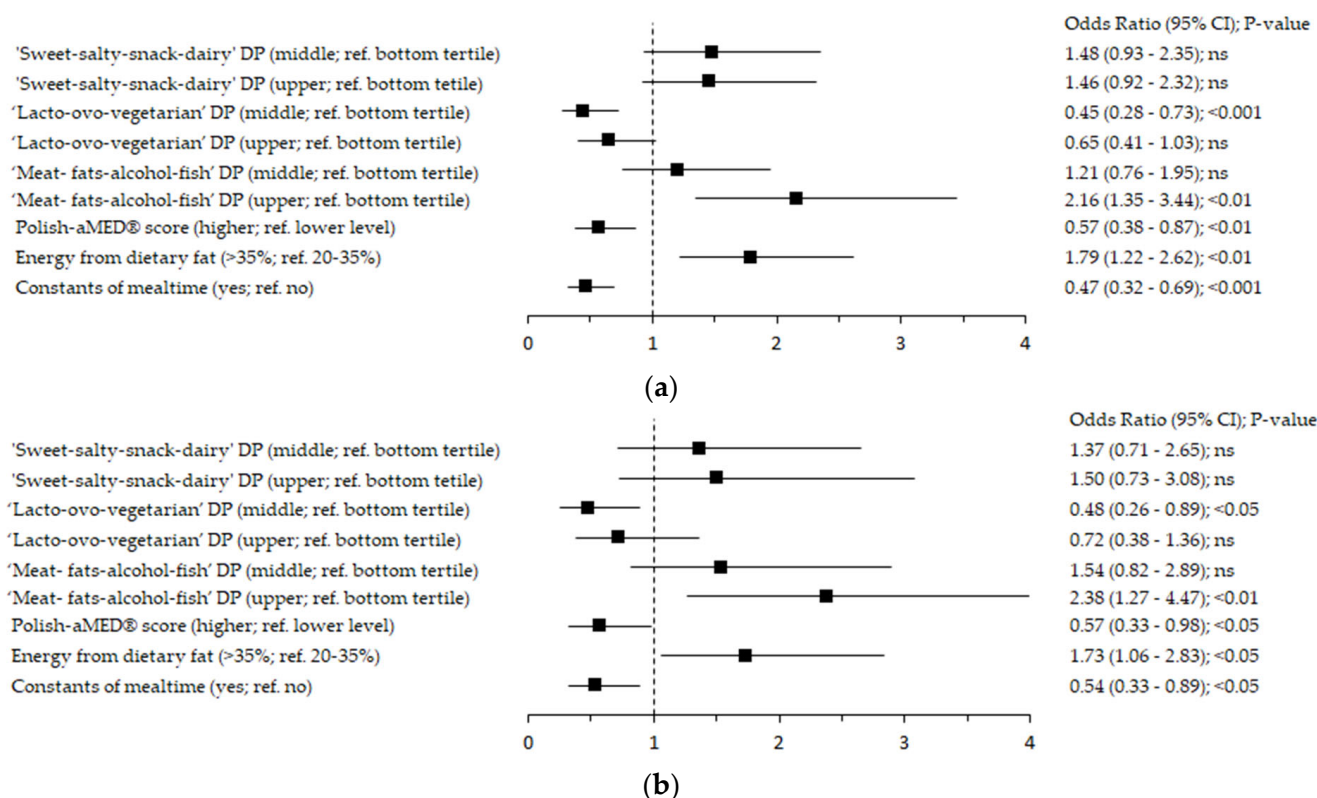 Odds Ratio (95% CI); P-value
'Sweet-salty-snack-dairy' DP (middle; ref. bottom tertile) 1.48 (0.93 - 2.35); ns
'Sweet-salty-snack-dairy' DP (upper; ref. bottom tetile) 1.46 (0.92 - 2.32); ns
‘Lacto-ovo-vegetarian’ DP (middle; ref. bottom tertile) 0.45 (0.28 - 0.73); <0.001
‘Lacto-ovo-vegetarian’ DP (upper; ref. bottom tertile) 0.65 (0.41 - 1.03); ns
‘Meat- fats-alcohol-fish’ DP (middle; ref. bottom tertile) 1.21 (0.76 - 1.95); ns
‘Meat- fats-alcohol-fish’ DP (upper; ref. bottom tertile) 2.16 (1.35 - 3.44); <0.01
Polish-aMED® score (higher; ref. lower level) 0.57 (0.38 - 0.87); <0.01
Energy from dietary fat (>35%; ref. 20-35%) 1.79 (1.22 - 2.62); <0.01
Constants of mealtime (yes; ref. no) 0.47 (0.32 - 0.69); <0.001
0 1 2 3 4
(a)
Odds Ratio (95% CI); P-value
'Sweet-salty-snack-dairy' DP (middle; ref. bottom tertile) 1.37 (0.71 - 2.65); ns
'Sweet-salty-snack-dairy' DP (upper; ref. bottom tetile) 1.50 (0.73 - 3.08); ns
‘Lacto-ovo-vegetarian’ DP (middle; ref. bottom tertile) 0.48 (0.26 - 0.89); <0.05
‘Lacto-ovo-vegetarian’ DP (upper; ref. bottom tertile) 0.72 (0.38 - 1.36); ns
‘Meat- fats-alcohol-fish’ DP (middle; ref. bottom tertile) 1.54 (0.82 - 2.89); ns
‘Meat- fats-alcohol-fish’ DP (upper; ref. bottom tertile) 2.38 (1.27 - 4.47); <0.01
Polish-aMED® score (higher; ref. lower level) 0.57 (0.33 - 0.98); <0.05
Energy from dietary fat (>35%; ref. 20-35%) 1.73 (1.06 - 2.83); <0.05
Constants of mealtime (yes; ref. no) 0.54 (0.33 - 0.89); <0.05
0 1 2 3 4
(b)